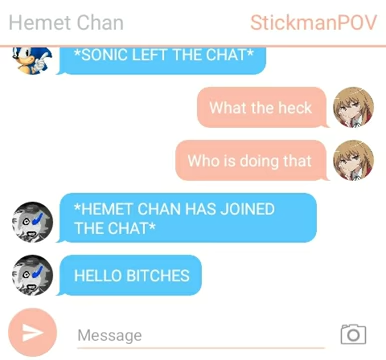 Hemet Chan StickmanPOV
*SONIC LEFT THE CHAT*
What the heck
Who is doing that
*HEMET CHAN HAS JOINED
THE CHAT*
HELLO BITCHES
Message